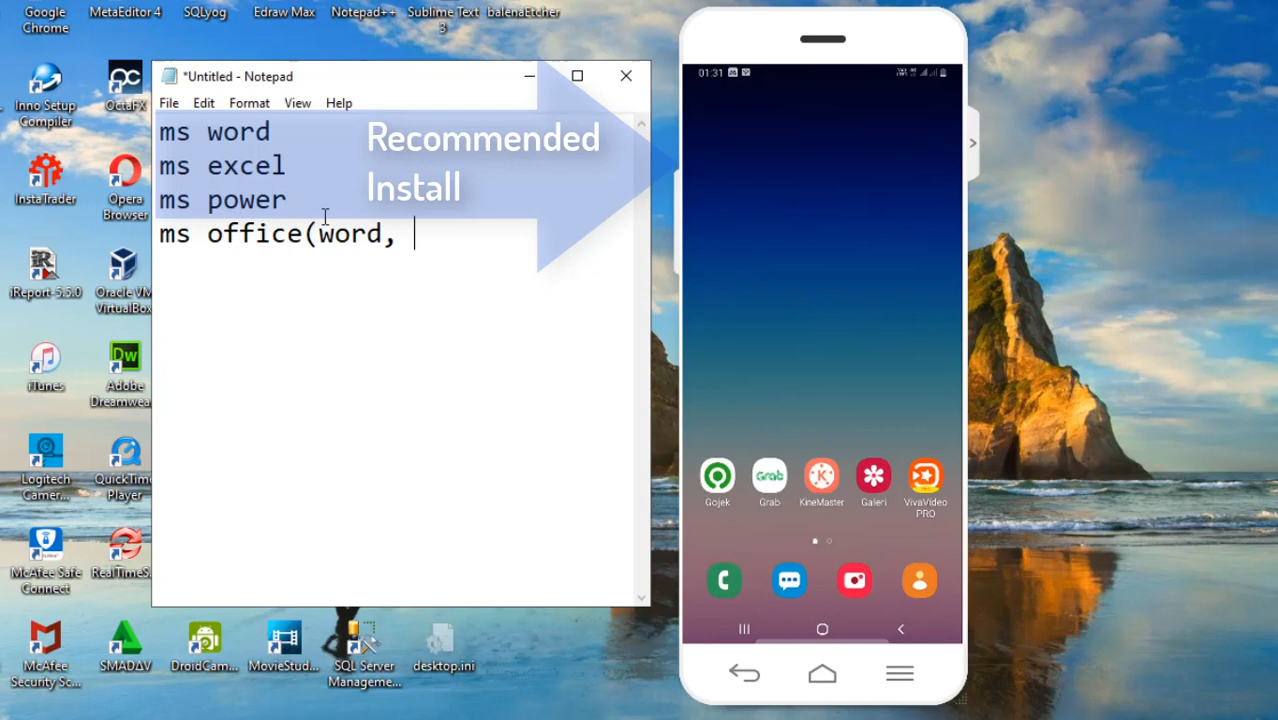 Google
Chrome
MetaEditor 4
SQLyog
Edraw Max
Notepad++
Sublime Text
3
balenaEtcher
Inno Setup
Compiler
OctaFX
InstaTrader
Opera
Browser
iReport-5.5.0
Oracle VM
VirtualBox
iTunes
Adobe
Dreamwea
Logitech
Camer...
QuickTime
Player
McAfee Safe
Connect
RealTimeS
McAfee
Security Sc...
SMADAV
DroidCam...
MovieStud...
SQL Server
Manageme...
desktop.ini
*Untitled - Notepad
File Edit Format View Help
ms word
ms excel
ms power
ms office(word,
Recommended
Install
01:31
Gojek
Grab
Grab
KineMaster
Galeri
VivaVideo
PRO